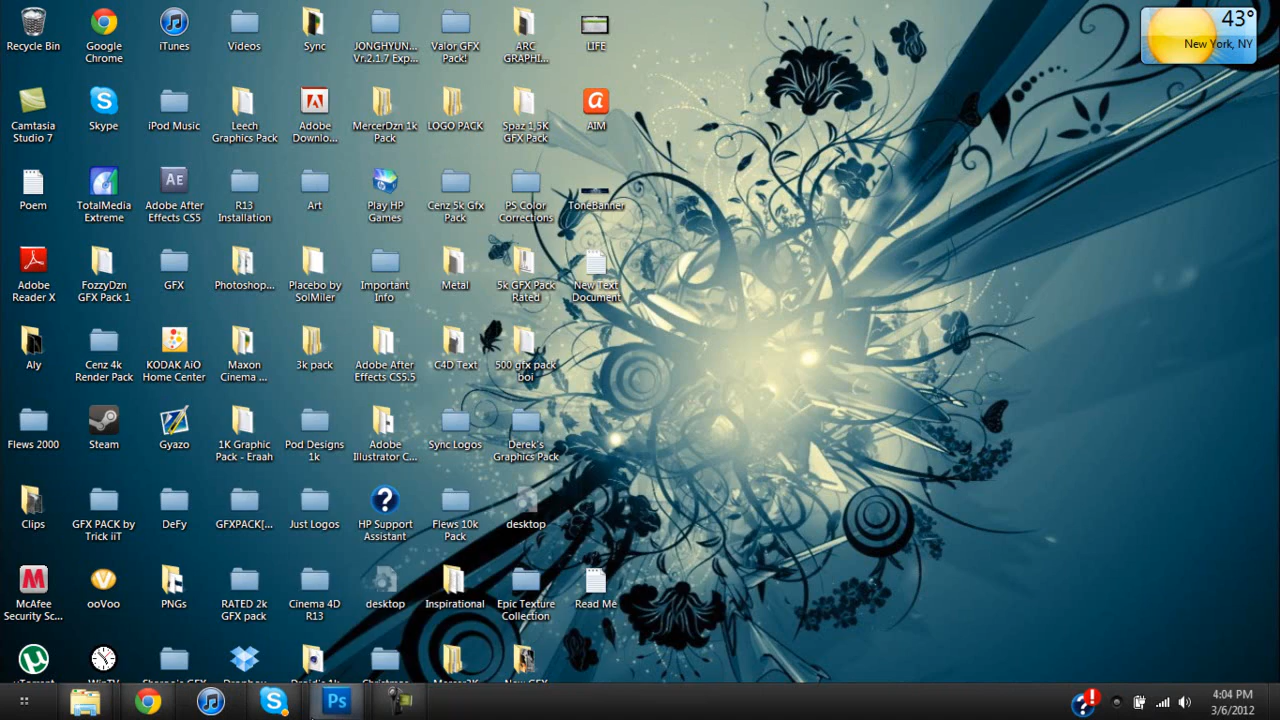 Recycle Bin
Google
Chrome
iTunes
Videos
Sync
JONGHYUN...
Vr.2.1.7 Exp...
Valor GFX
Pack!
ARC
GRAPHI...
LIFE
43°
New York, NY
Camtasia
Studio 7
Skype
iPod Music
Leech
Graphics Pack
Adobe
Downlo...
MercerDzn 1k
Pack
LOGO PACK
Spaz 1,5K
GFX Pack
AIM
Poem
TotalMedia
Extreme
Adobe After
Effects CS5
R13
Installation
Art
Play HP
Games
Cenz 5k Gfx
Pack
PS Color
Corrections
ToneBanner
Adobe
Reader X
FozzyDzn
GFX Pack 1
GFX
Photoshop...
Placebo by
SolMiler
Important
Info
Metal
5k GFX Pack
Rated
New Text
Document
Aly
Cenz 4k
Render Pack
KODAK AiO
Home Center
Maxon
Cinema ...
3k pack
Adobe After
Effects CS5.5
C4D Text
500 gfx pack
boi
Flews 2000
Steam
Gyazo
1K Graphic
Pack - Eraah
Pod Designs
1k
Adobe
Illustrator C...
Sync Logos
Derek's
Graphics Pack
Clips
GFX PACK by
Trick iiT
DeFy
GFXPACK[...
Just Logos
HP Support
Assistant
Flews 10k
Pack
desktop
McAfee
Security Sc...
ooVoo
PNGs
RATED 2k
GFX pack
Cinema 4D
R13
desktop
Inspirational
Epic Texture
Collection
Read Me
uTorrent
WinTV
Dropbox
Christmas
New GFX
Ps
4:04 PM
3/6/2012